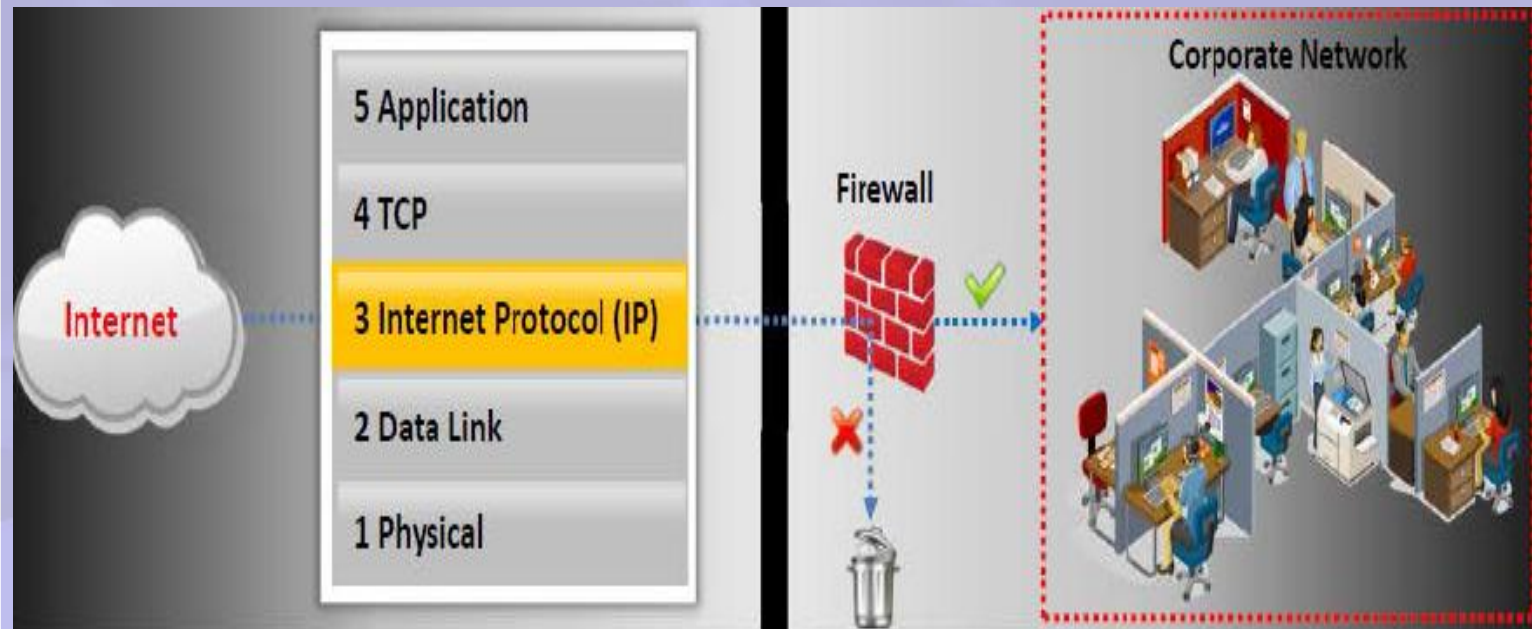 Internet
5 Application
4 TCP
3 Internet Protocol (IP)
2 Data Link
1 Physical
Firewall
Corporate Network